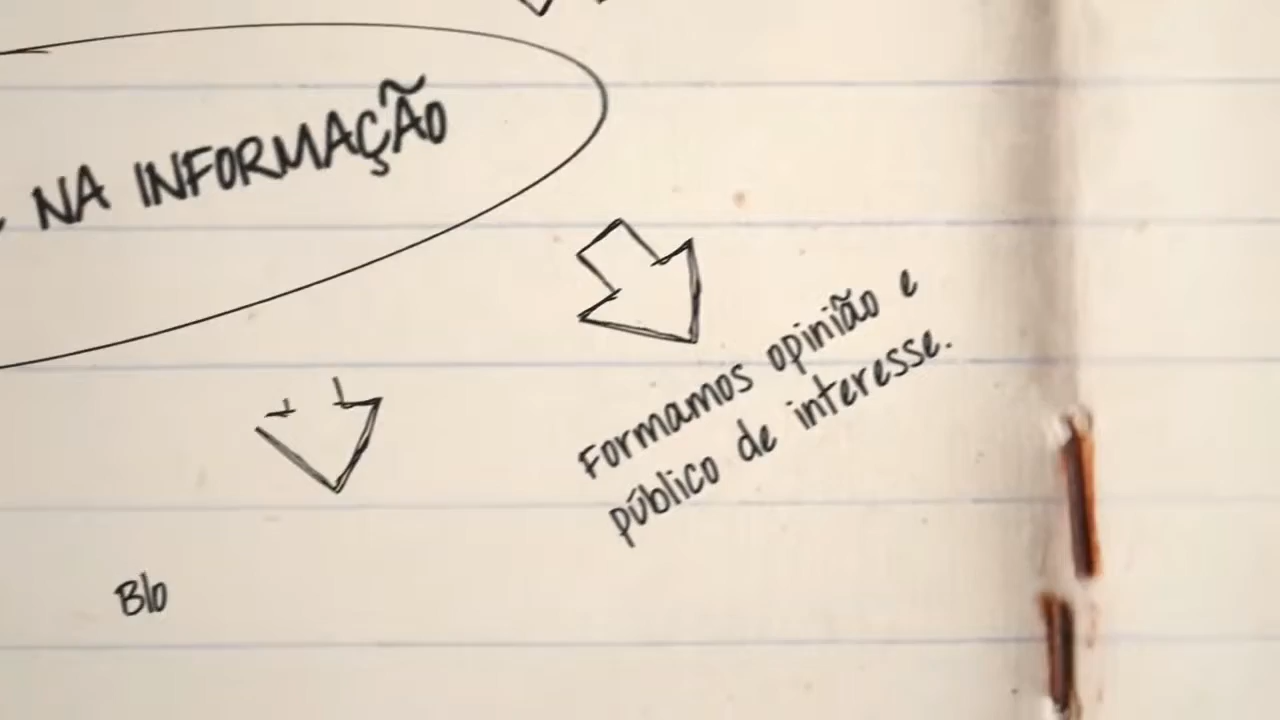 NA INFORMAÇÃO
Formamos opinião e
público de interesse.
Blo